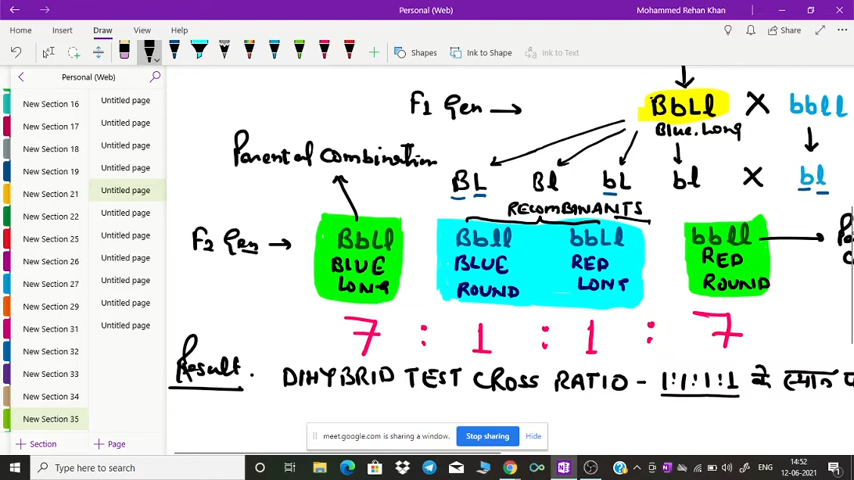 Personal (Web)
Mohammed Rehan Khan
Home Insert Draw View
Share
Shapes
Ink to Shape
Ink to Text
Personal (Web)
New Section 16
New Section 17
New Section 18
New Section 19
New Section 21
New Section 22
New Section 25
New Section 26
New Section 27
New Section 29
New Section 31
New Section 32
New Section 33
New Section 34
New Section 35
Untitled page
Untitled page
Untitled page
Untitled page
Untitled page
Untitled page
Untitled page
Untitled page
Untitled page
Untitled page
Untitled page
+ Section
+ Page
F1 Gen → BbLl X bbll
Blue, Long
Parental Combination
BL Bl bL bl X bl
RECOMBINANTS
F2 Gen → BbLl Bbll bbLl bbll
BLUE BLUE RED RED
LONG ROUND LONG ROUND
7 : 1 : 1 : 7
Result. DIHYBRID TEST CROSS RATIO - 1:1:1:1 के स्थान
meet.google.com is sharing a window.
Stop sharing
Hide
Type here to search
ENG
14:52
12-06-2021